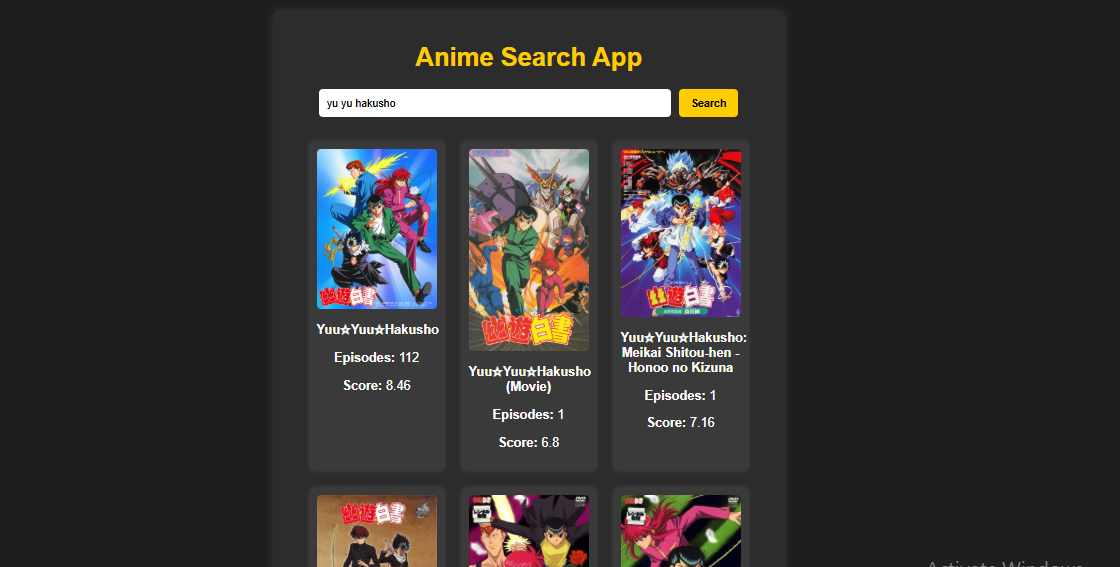 Anime Search App
yu yu hakusho
Search
幽遊白書
幽遊白書
幽遊白書
Yuu☆Yuu☆Hakusho
Episodes: 112
Score: 8.46
Yuu☆Yuu☆Hakusho
(Movie)
Episodes: 1
Score: 6.8
Yuu☆Yuu☆Hakusho:
Meikai Shitou-hen -
Honoo no Kizuna
Episodes: 1
Score: 7.16
幽遊白書
DVD
DVD
Activate Windows